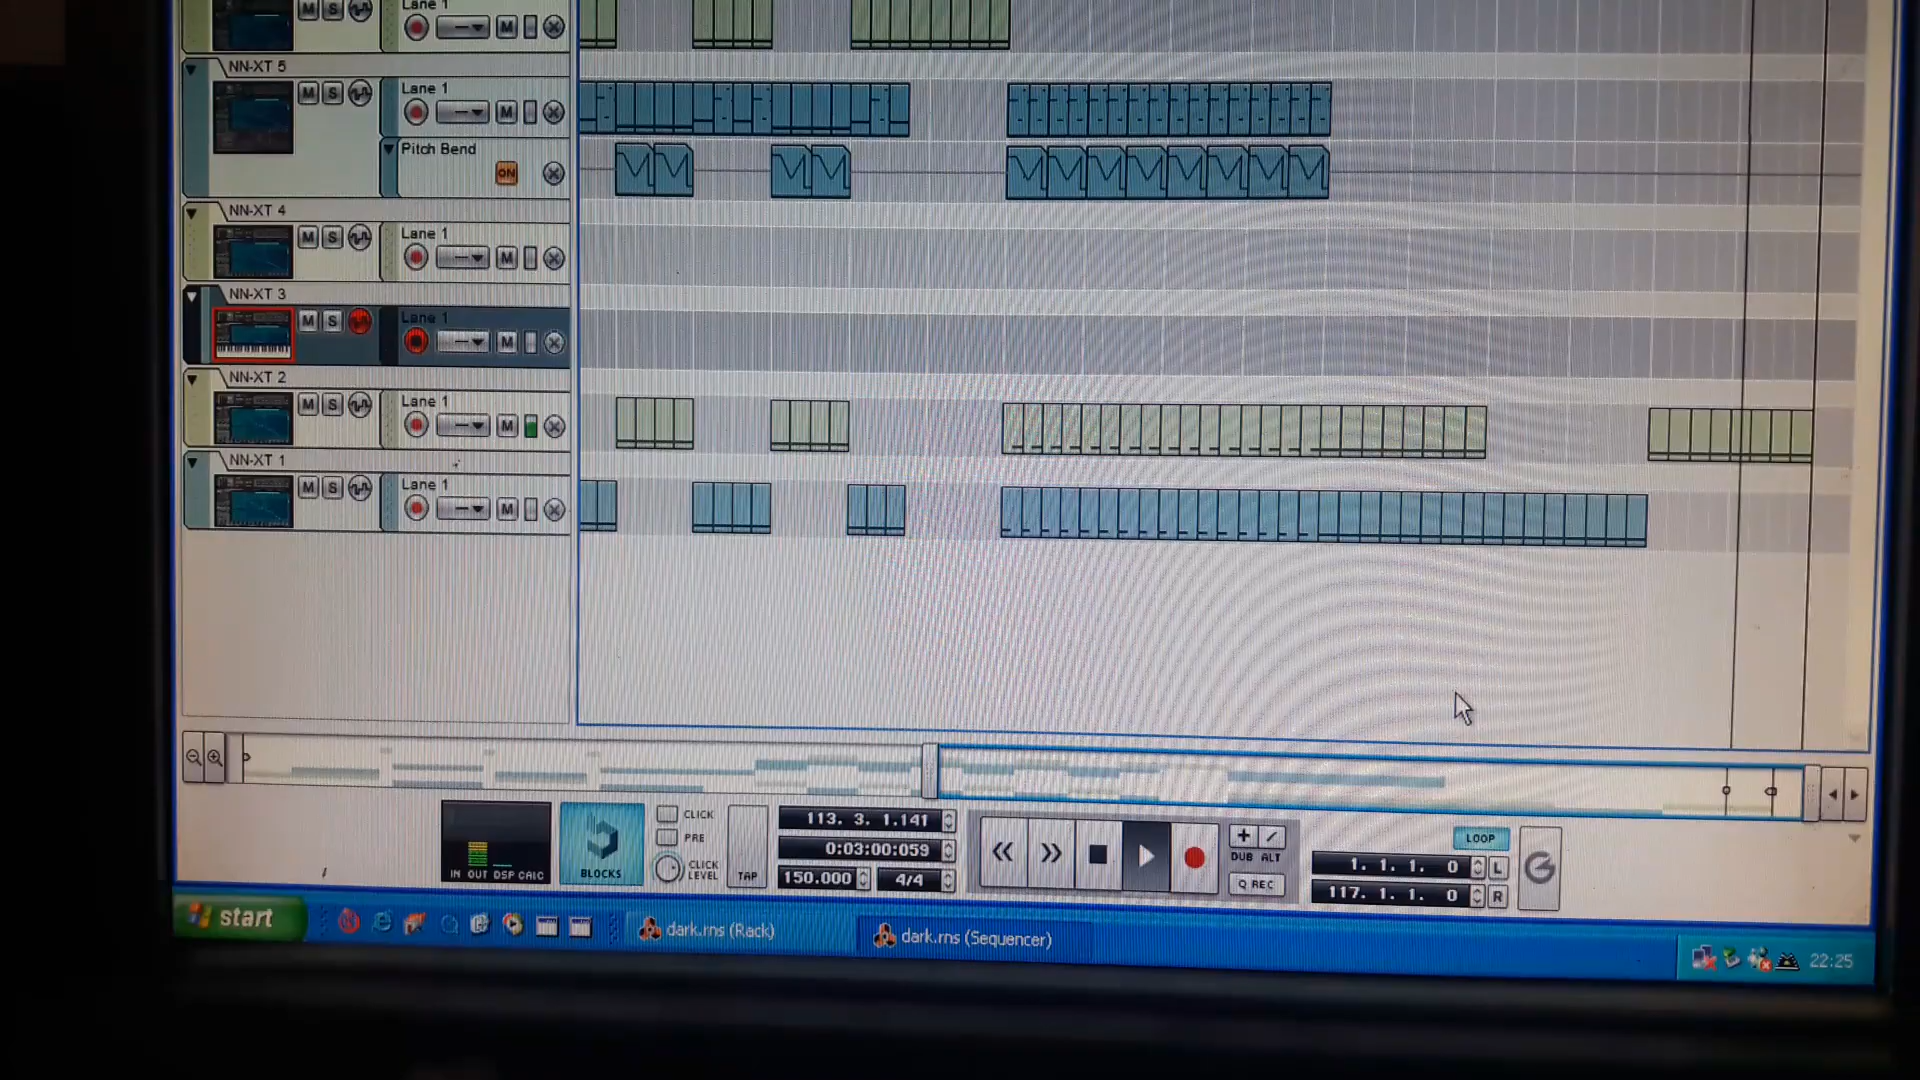 Lane 1
M S M
NN-XT 5
M S Lane 1
M
Pitch Bend
ON
NN-XT 4
M S Lane 1
M
NN-XT 3
M S Lane 1
M
NN-XT 2
M S Lane 1
M
NN-XT 1
M S Lane 1
M
IN OUT DSP CALC
BLOCKS
CLICK
PRE
CLICK
LEVEL
TAP
113. 3. 1.141
0:03:00:059
150.000 4/4
DUB ALT
Q REC
LOOP
1. 1. 1. 0 L
117. 1. 1. 0 R
start
dark.rns (Rack)
dark.rns (Sequencer)
22:25